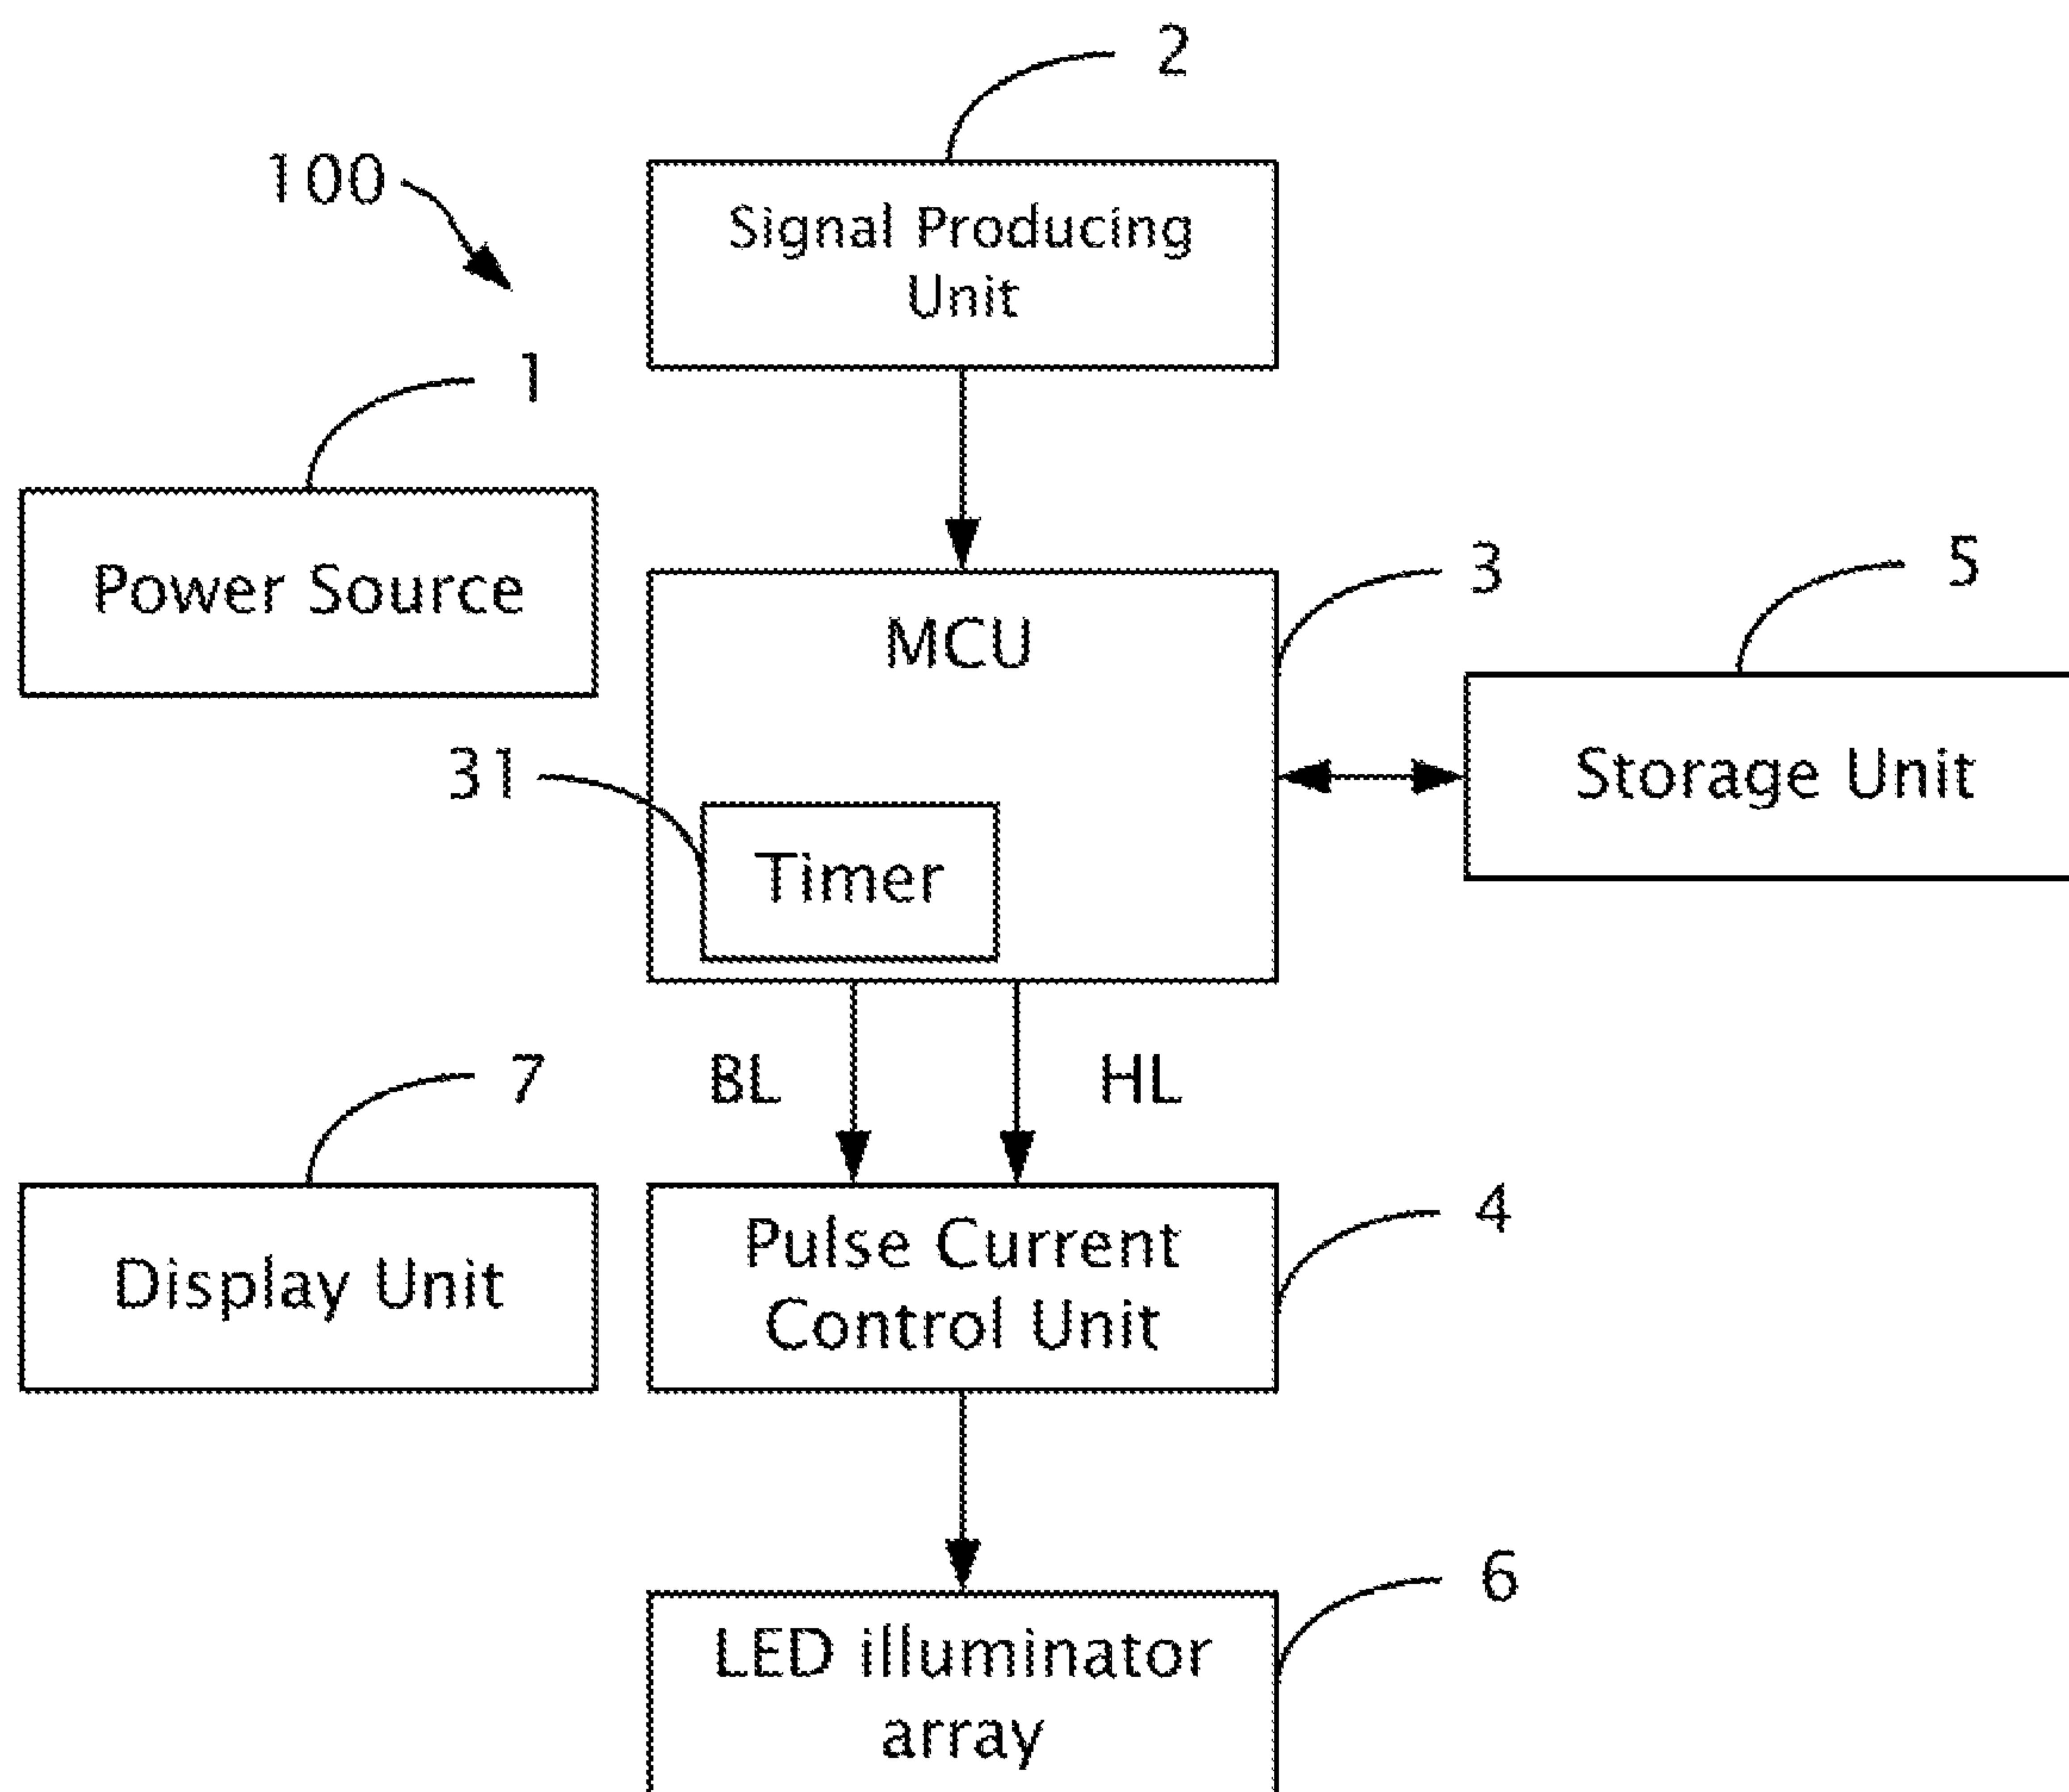 2
100
Signal Producing
Unit
1
Power Source
3
MCU
5
Storage Unit
31
Timer
BL
HL
7
Display Unit
4
Pulse Current
Control Unit
6
LED illuminator
array